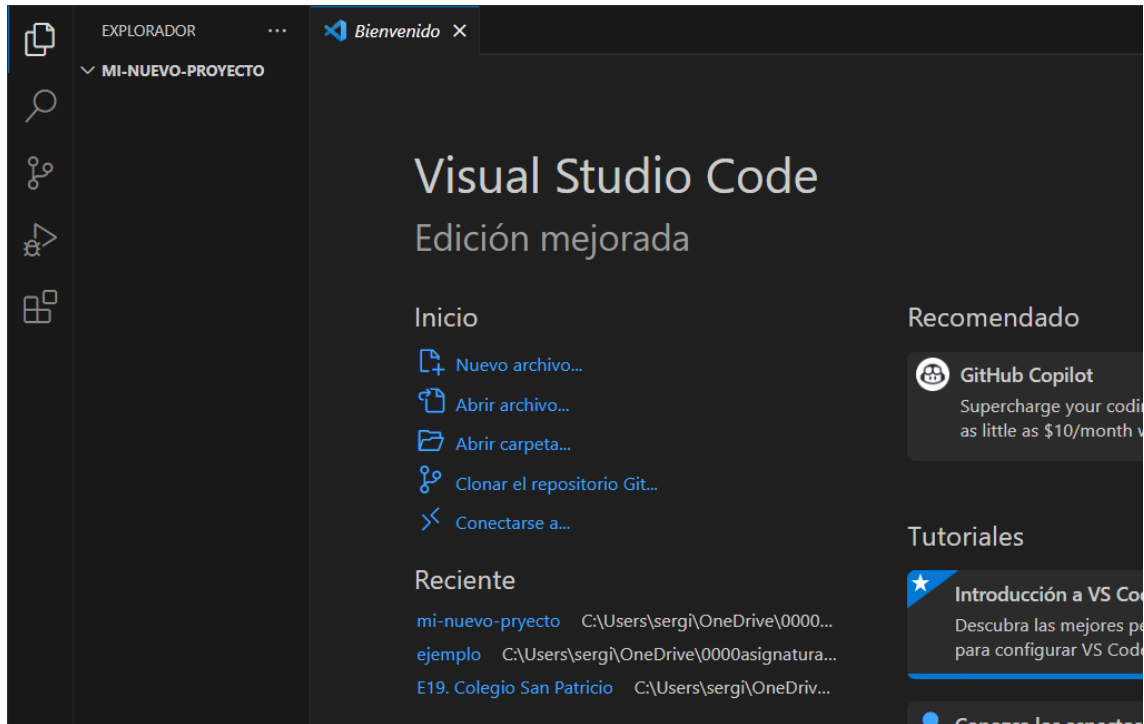 EXPLORADOR ...
Bienvenido
MI-NUEVO-PROYECTO
Visual Studio Code
Edición mejorada
Inicio
Nuevo archivo...
Abrir archivo...
Abrir carpeta...
Clonar el repositorio Git...
Conectarse a...
Reciente
mi-nuevo-pryecto C:\Users\sergi\OneDrive\0000...
ejemplo C:\Users\sergi\OneDrive\0000asignatura...
E19. Colegio San Patricio C:\Users\sergi\OneDriv...
Recomendado
GitHub Copilot
Supercharge your
as little as $10/month
Tutoriales
Introducción a VS
Descubra las mejores
para configurar VS